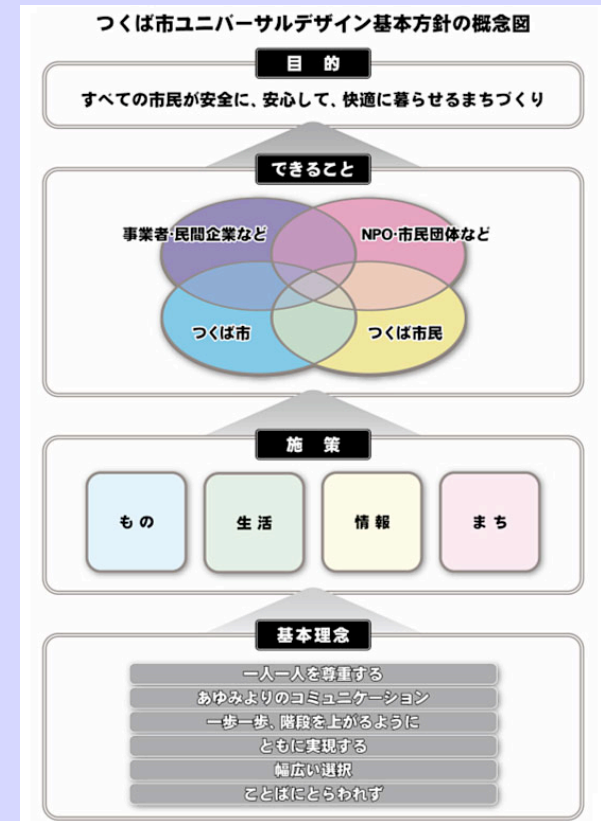 つくば市ユニバーサルデザイン基本方針の概念図
目的
すべての市民が安全に、安心して、快適に暮らせるまちづくり
できること
事業者・民間企業など
NPO・市民団体など
つくば市
つくば市民
施策
もの
生活
情報
まち
基本理念
一人一人を尊重する
あゆみよりのコミュニケーション
一歩一歩、階段を上がるように
ともに実現する
幅広い選択
ことばにとらわれず